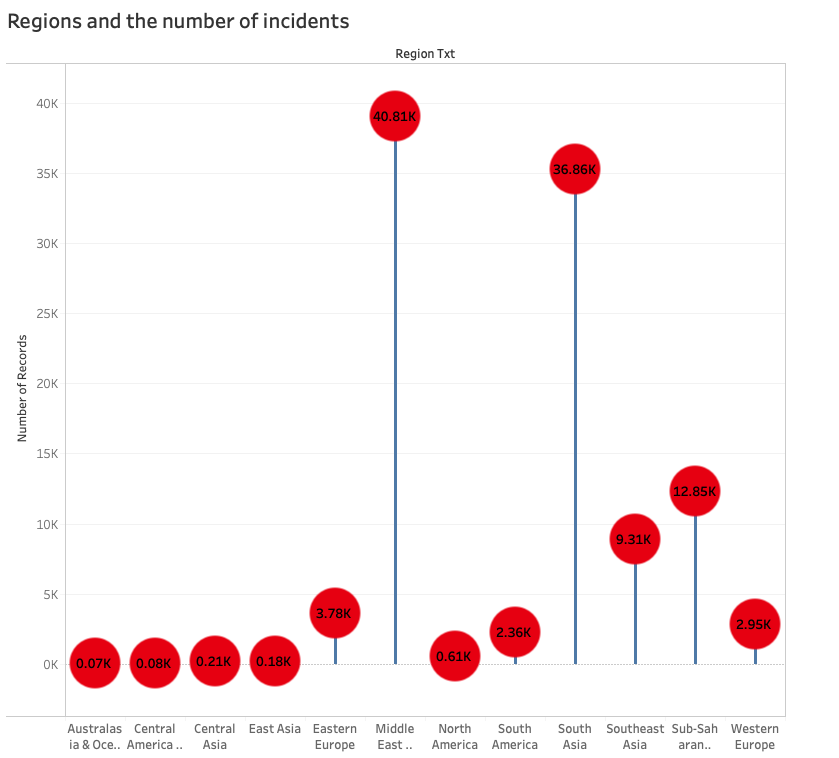 Regions and the number of incidents
Region Txt
Number of Records
40K
35K
30K
25K
20K
15K
10K
5K
0K
0.07K
0.08K
0.21K
0.18K
3.78K
40.81K
0.61K
2.36K
36.86K
9.31K
12.85K
2.95K
Australas
ia & Oce..
Central
America ..
Central
Asia
East Asia
Eastern
Europe
Middle
East ..
North
America
South
America
South
Asia
Southeast
Asia
Sub-Sah
aran..
Western
Europe